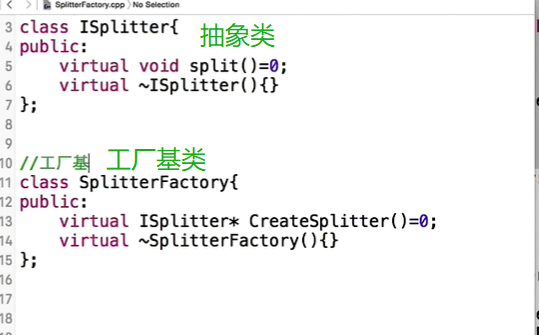 SplitterFactory.cpp No Selection
3 class ISplitter{ 抽象类
4 public:
5 virtual void split()=0;
6 virtual ~ISplitter(){}
7 };
8
9
10 //工厂基 工厂基类
11 class SplitterFactory{
12 public:
13 virtual ISplitter* CreateSplitter()=0;
14 virtual ~SplitterFactory(){}
15 };
16
17
18